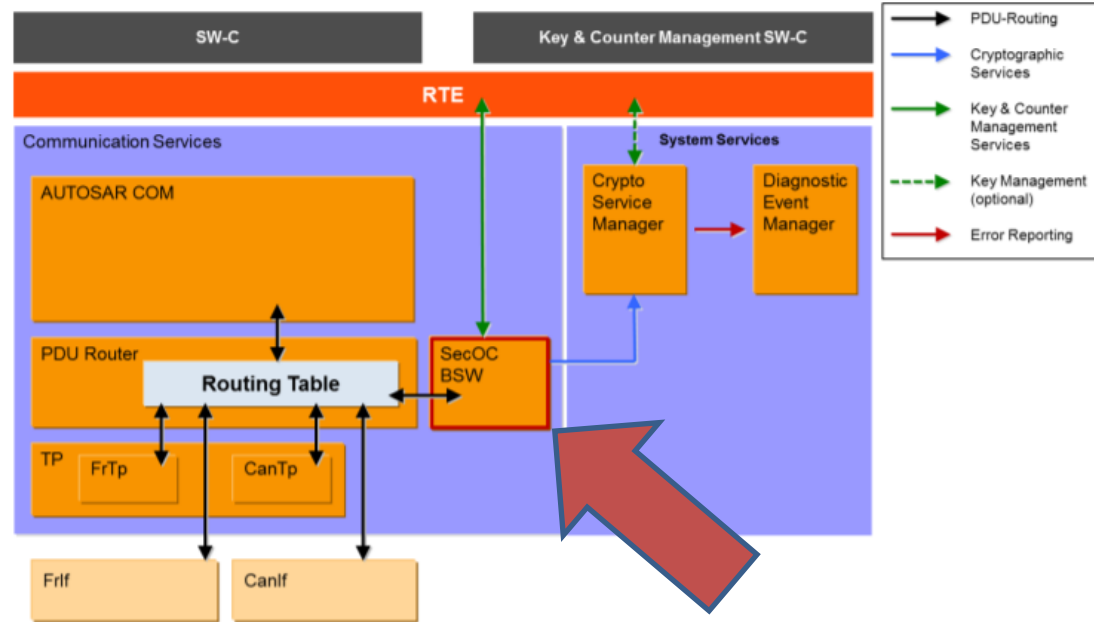 SW-C
Key & Counter Management SW-C
PDU-Routing
Cryptographic
Services
Key & Counter
Management
Services
Key Management
(optional)
Error Reporting
RTE
Communication Services
System Services
AUTOSAR COM
Crypto
Service
Manager
Diagnostic
Event
Manager
PDU Router
Routing Table
SecOC
BSW
TP
FrTp
CanTp
FrIf
CanIf